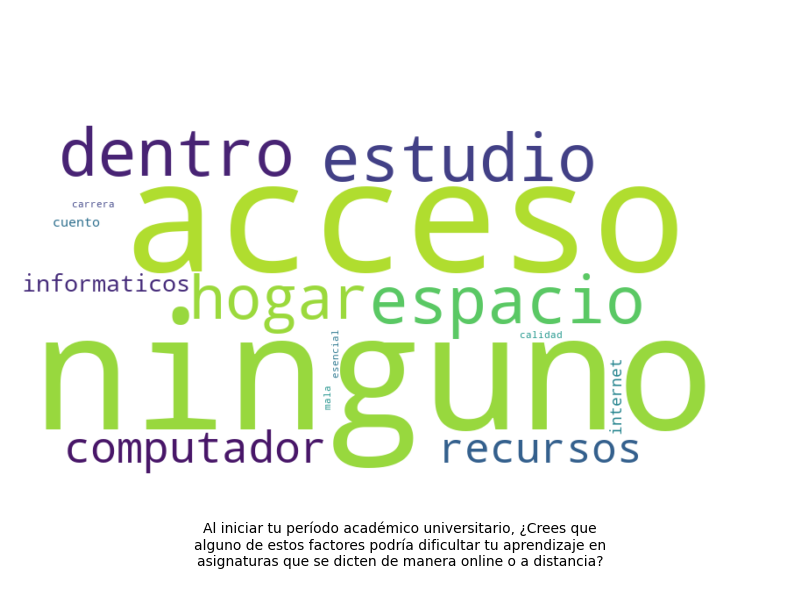 dentro estudio
acceso
carrera
cuento
informaticos
hogar espacio
ninguno
esencial
calidad
mala
internet
computador recursos
Al iniciar tu período académico universitario, ¿Crees que
alguno de estos factores podría dificultar tu aprendizaje en
asignaturas que se dicten de manera online o a distancia?